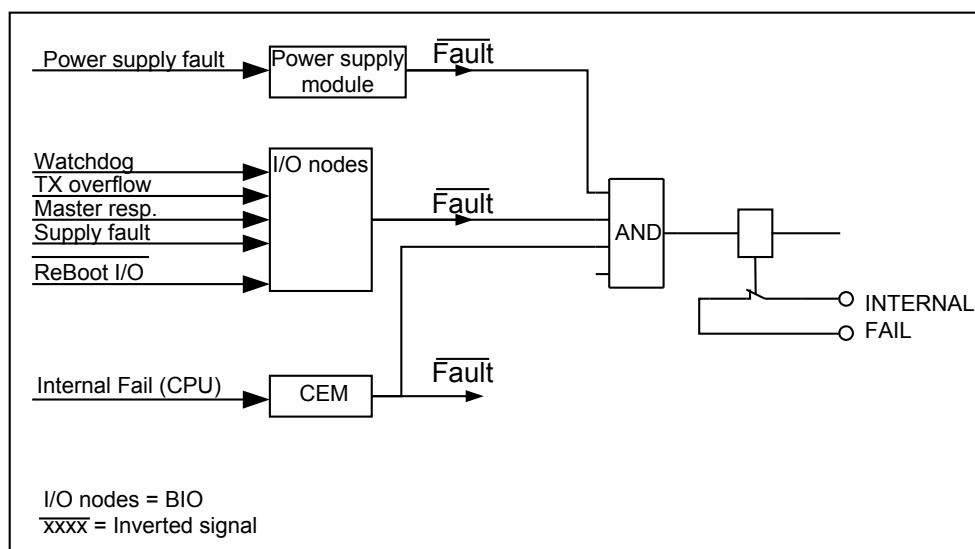 Power supply fault
Power supply
module
Fault
Watchdog
TX overflow
Master resp.
Supply fault
ReBoot I/O
I/O nodes
Fault
AND
INTERNAL
FAIL
Internal Fail (CPU)
CEM
Fault
I/O nodes = BIO
xxxx = Inverted signal